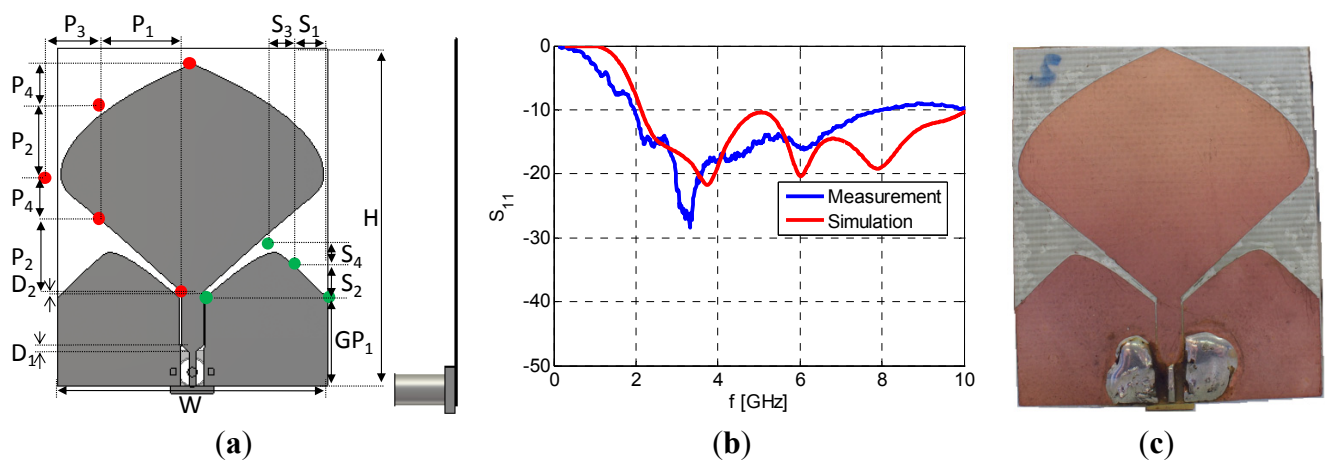 P3 P1 S3 S1
P4
P2
P4
P2
D2
D1
H
S4
S2
GP1
W
(a)
0
-10
-20
-30
-40
-50
S11
0 2 4 6 8 10
f [GHz]
Measurement
Simulation
(b)
S
(c)